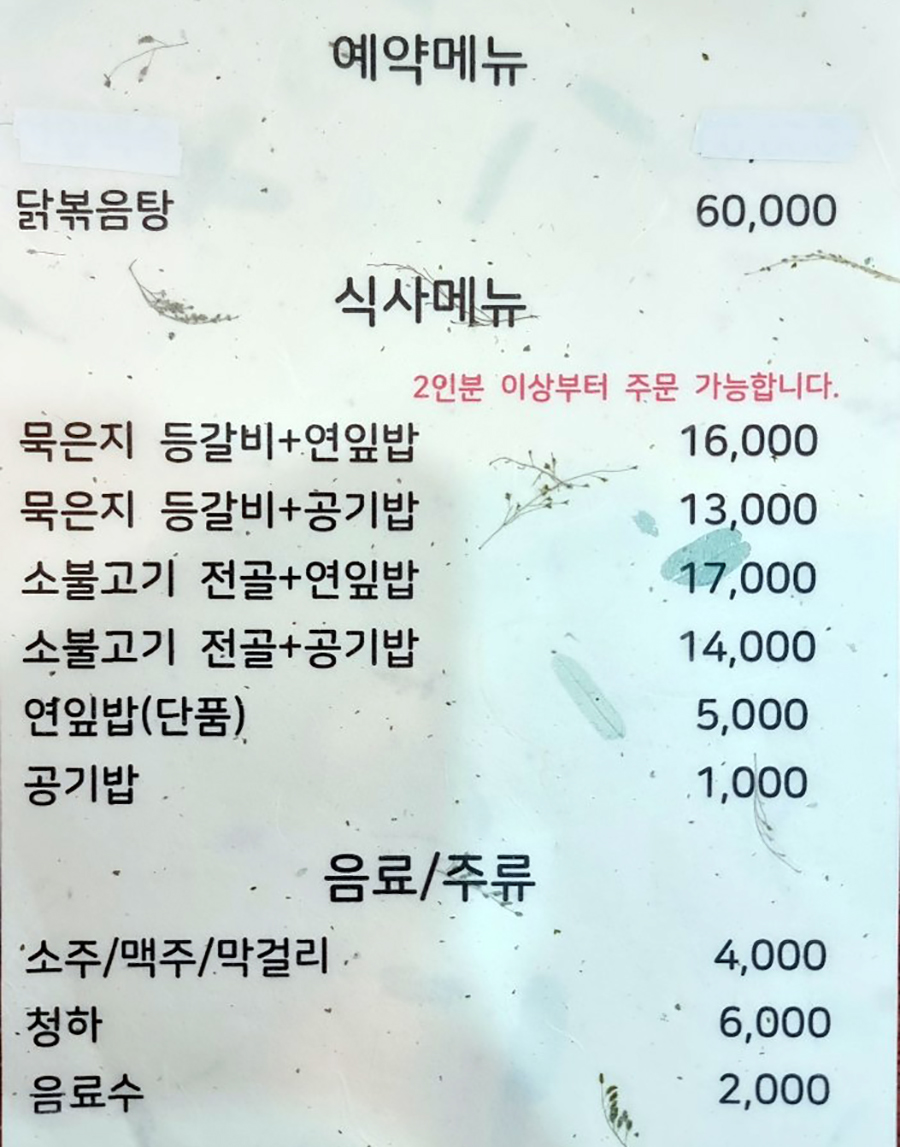 예약메뉴
닭볶음탕 60,000
식사메뉴
2인분 이상부터 주문 가능합니다.
묵은지 등갈비+연잎밥 16,000
묵은지 등갈비+공기밥 13,000
소불고기 전골+연잎밥 17,000
소불고기 전골+공기밥 14,000
연잎밥(단품) 5,000
공기밥 1,000
음료/주류
소주/맥주/막걸리 4,000
청하 6,000
음료수 2,000